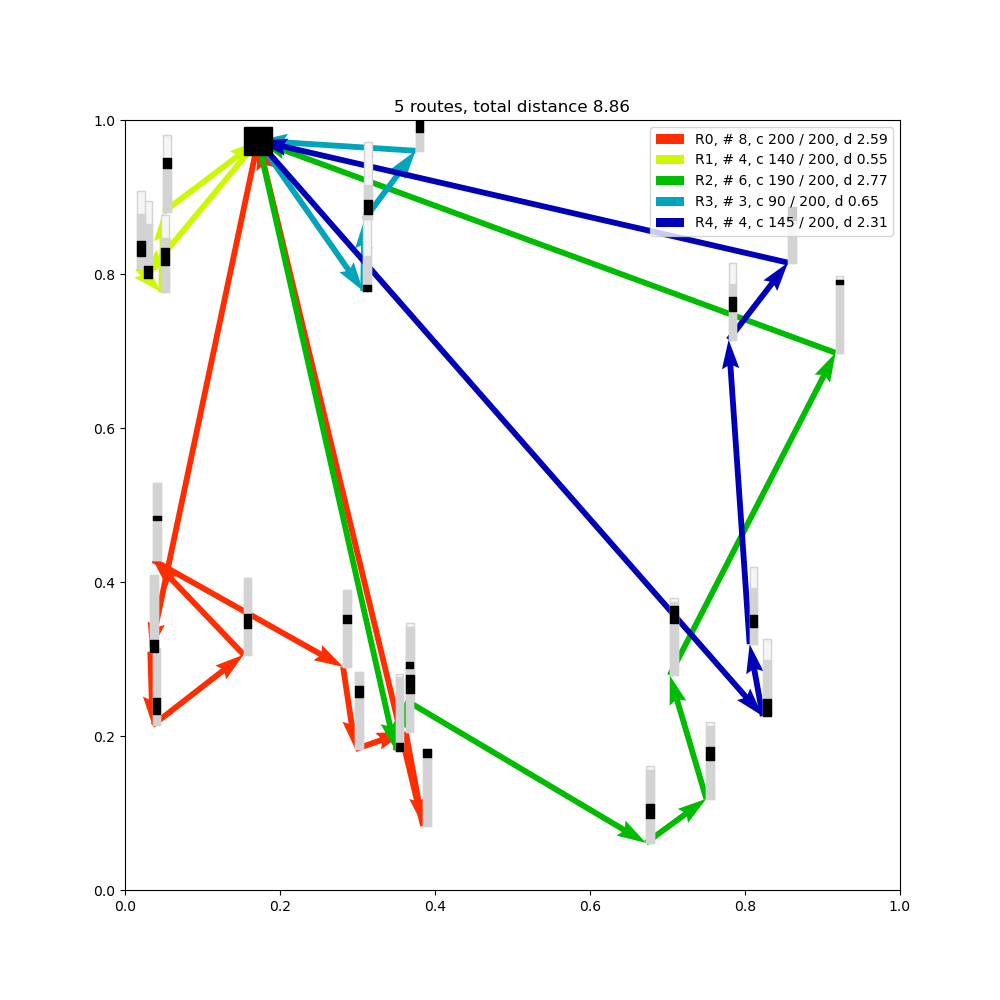 5 routes, total distance 8.86
R0, # 8, c 200 / 200, d 2.59
R1, # 4, c 140 / 200, d 0.55
R2, # 6, c 190 / 200, d 2.77
R3, # 3, c 90 / 200, d 0.65
R4, # 4, c 145 / 200, d 2.31
1.0
0.8
0.6
0.4
0.2
0.0
0.0 0.2 0.4 0.6 0.8 1.0